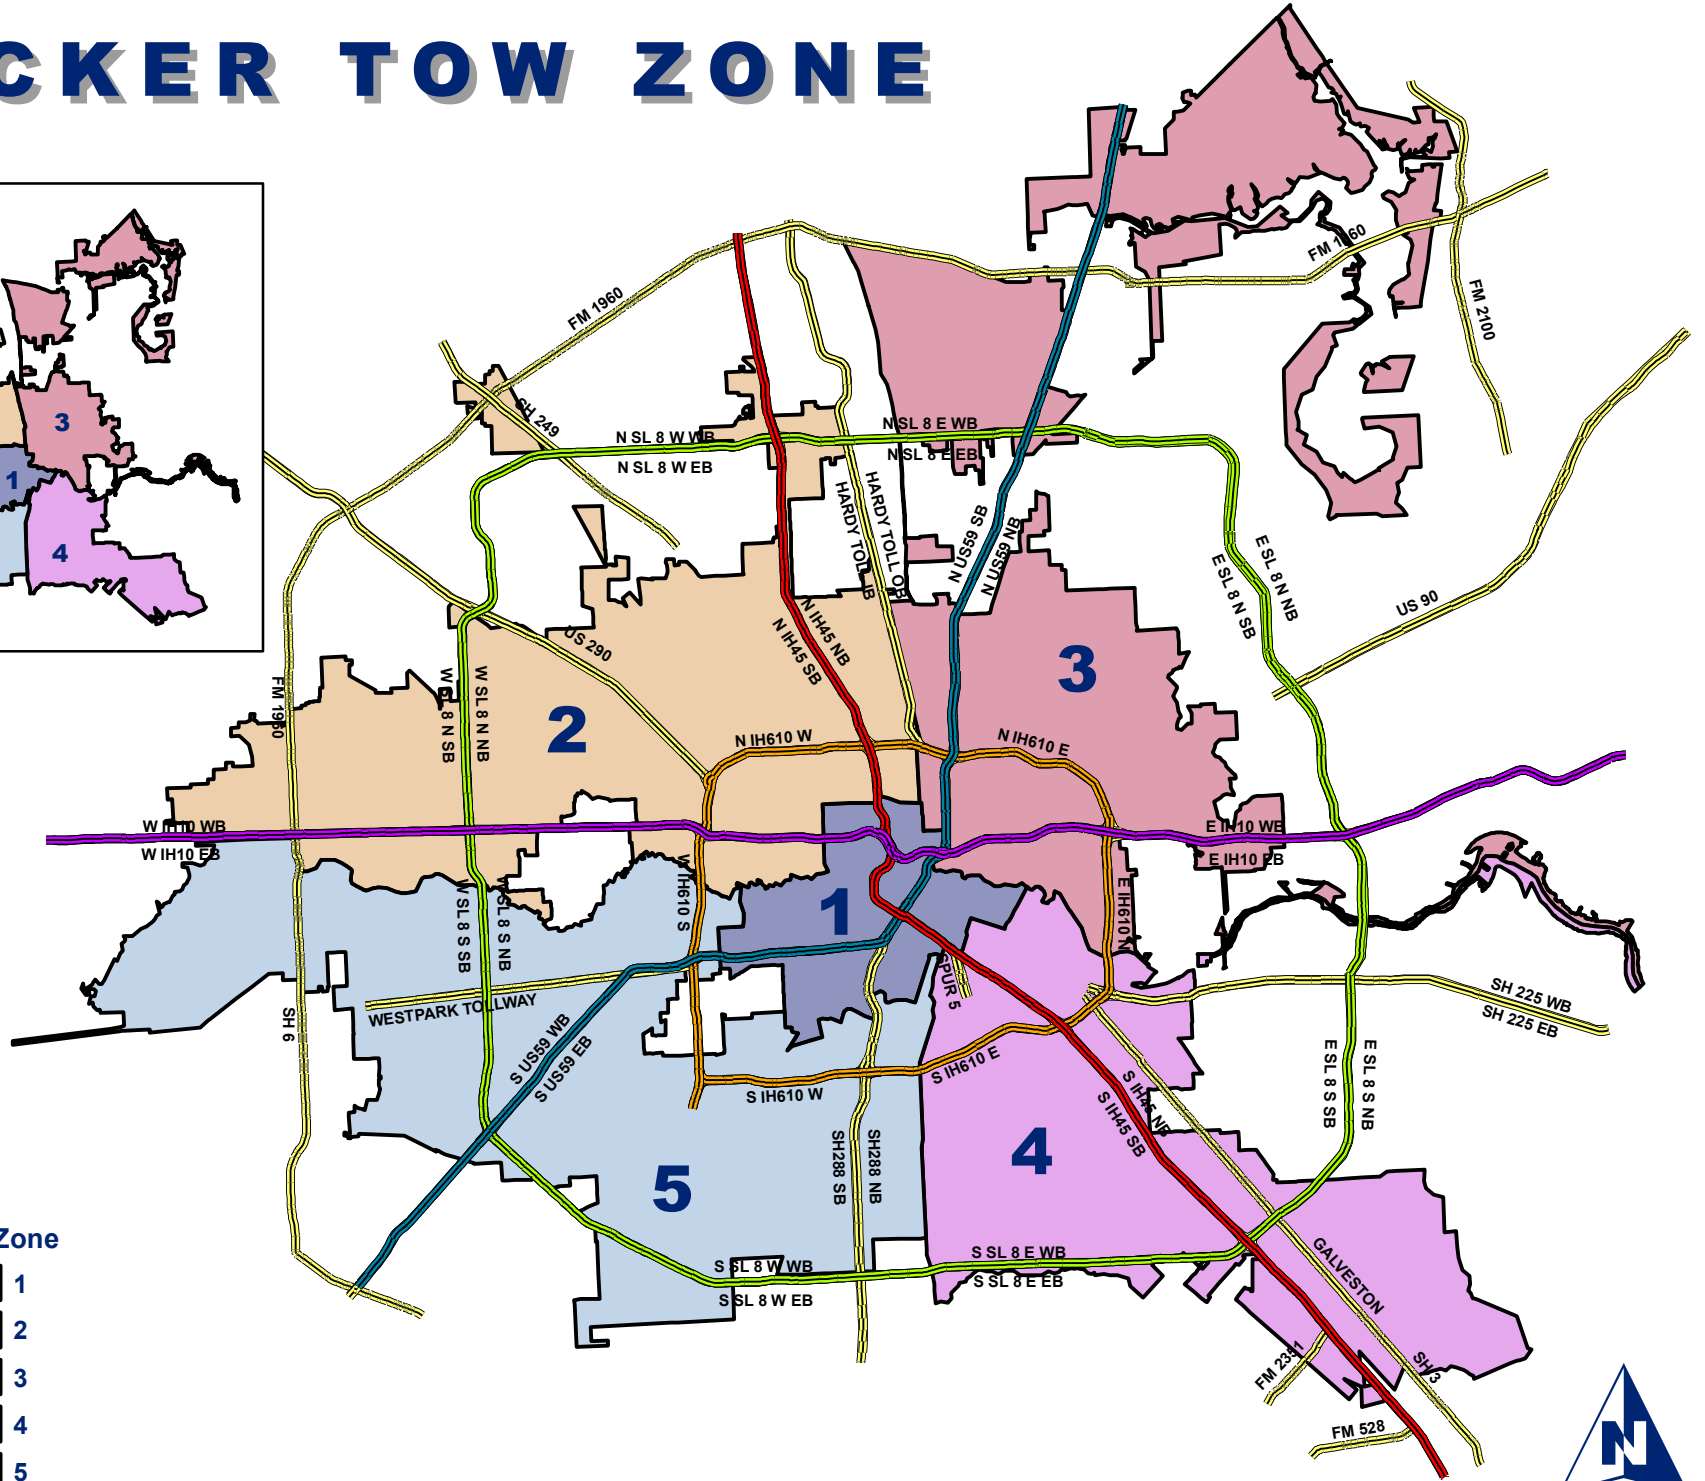 CKER TOW ZONE
3
1
4
FM 1960
FM 1960
FM 2100
SH 249
N SL 8 W WB
N SL 8 W EB
N SL 8 E WB
N SL 8 E EB
HARDY TOLL OB
HARDY TOLL IB
N US59 SB
N US59 NB
E SL 8 N NB
E SL 8 N SB
US 90
US 290
N IH45 NB
N IH45 SB
3
2
FM 1960
W SL 8 N SB
W SL 8 N NB
N IH610 W
N IH610 E
W IH10 WB
W IH10 EB
E IH10 WB
E IH10 EB
W IH610 S
E IH610 N
1
W SL 8 S SB
W SL 8 S NB
SPUR 5
WESTPARK TOLLWAY
SH 225 WB
SH 225 EB
SH 6
S US59 WB
S US59 EB
S IH610 W
S IH610 E
S IH45 NB
S IH45 SB
E SL 8 S SB
E SL 8 S NB
4
5
SH288 SB
SH288 NB
S SL 8 W WB
S SL 8 W EB
S SL 8 E WB
S SL 8 E EB
GALVESTON
SH 3
FM 2351
FM 528
Zone
1
2
3
4
5
N